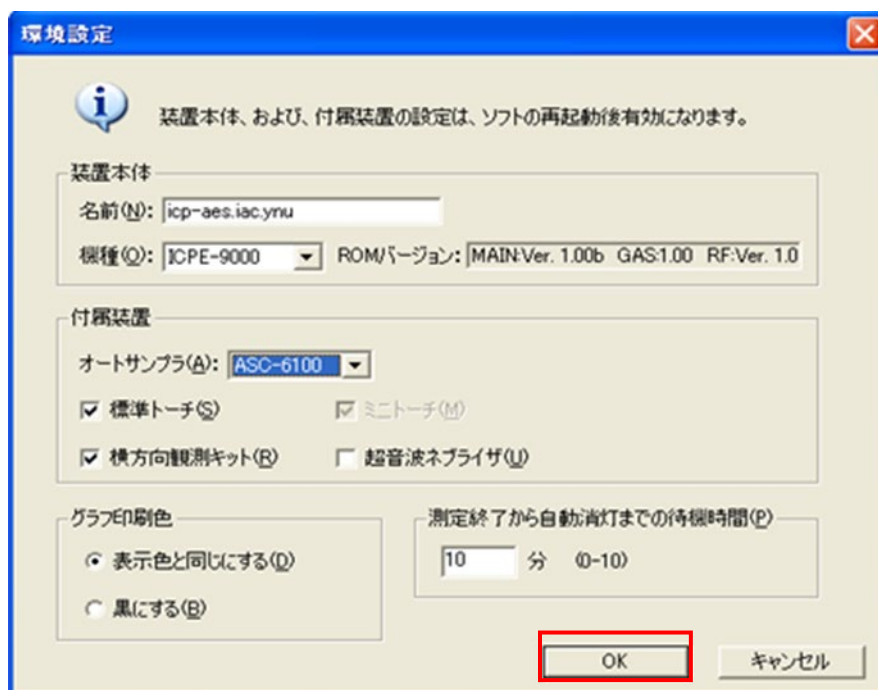 環境設定
装置本体、および、付属装置の設定は、ソフトの再起動後有効になります。
装置本体
名前(N): icp-aes.iac.ynu
機種(O): ICPE-9000 ROMバージョン: MAIN:Ver. 1.00b GAS:1.00 RF:Ver. 1.0
付属装置
オートサンプラ(A): ASC-6100
標準トーチ(S) ミニトーチ(M)
横方向観測キット(R) 超音波ネブライザ(U)
グラフ印刷色
表示色と同じにする(D)
黒にする(B)
測定終了から自動消灯までの待機時間(P)
10 分 (0-10)
OK キャンセル